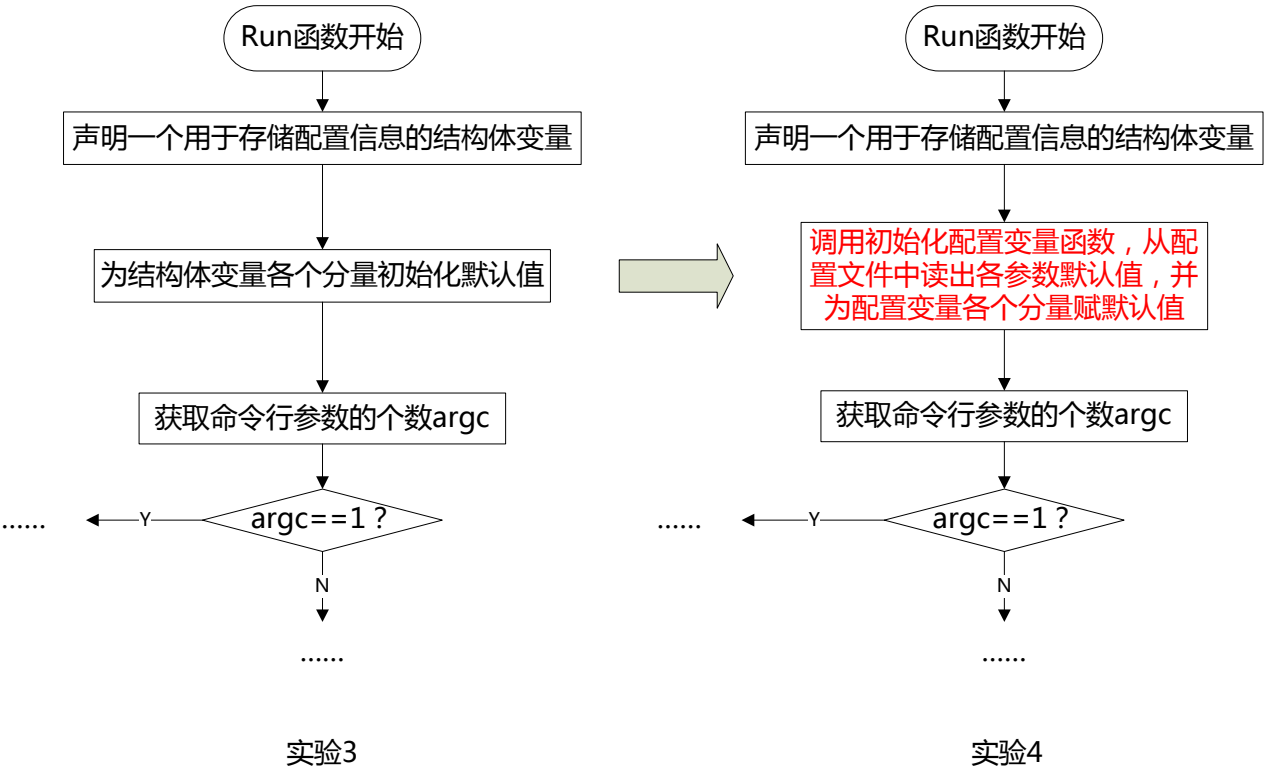 Run函数开始
声明一个用于存储配置信息的结构体变量
为结构体变量各个分量初始化默认值
获取命令行参数的个数argc
argc==1？
Y
......
N
......
实验3
Run函数开始
声明一个用于存储配置信息的结构体变量
调用初始化配置变量函数，从配
置文件中读出各参数默认值，并
为配置变量各个分量赋默认值
获取命令行参数的个数argc
argc==1？
Y
......
N
......
实验4